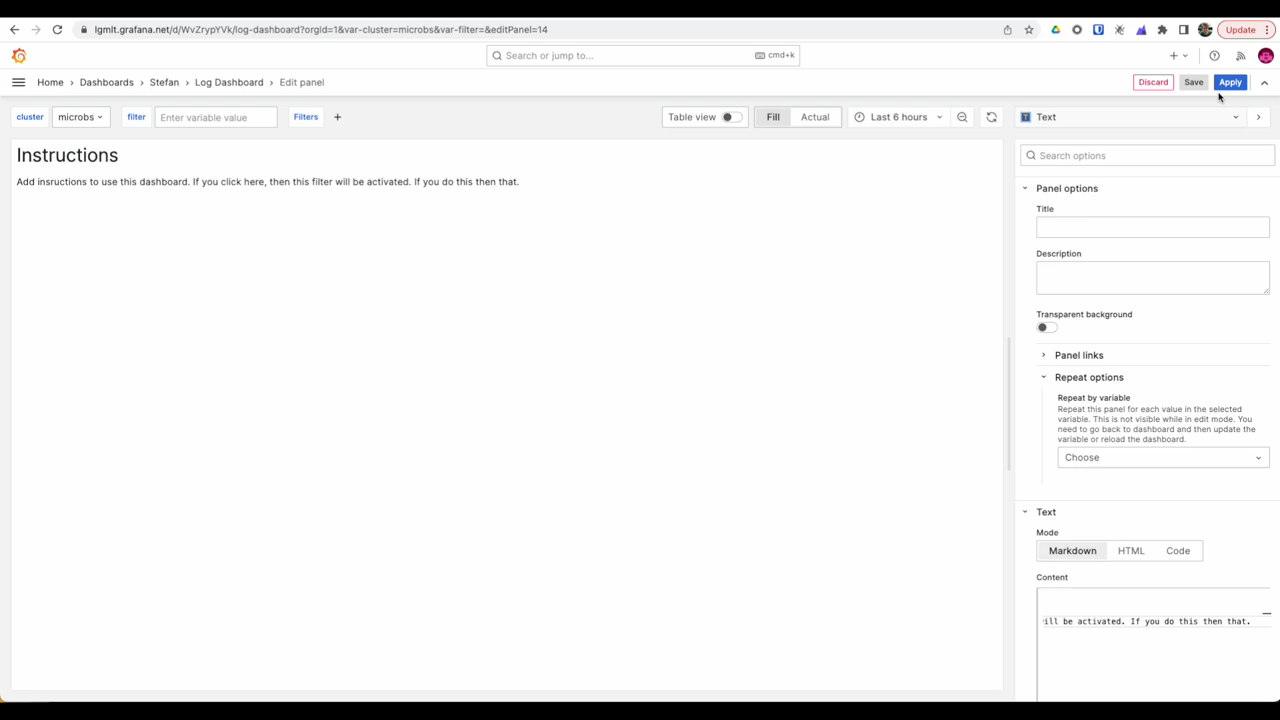 lgmlt.grafana.net/d/WvZrypYVk/log-dashboard?orgId=1&var-cluster=microbs&var-filter=&editPanel=14
Update
Search or jump to...
cmd+k
Home > Dashboards > Stefan > Log Dashboard > Edit panel
Discard
Save
Apply
cluster
microbs
filter
Enter variable value
Filters
+
Table view
Fill
Actual
Last 6 hours
Text
Instructions
Add insructions to use this dashboard. If you click here, then this filter will be activated. If you do this then that.
Search options
Panel options
Title
Description
Transparent background
Panel links
Repeat options
Repeat by variable
Repeat this panel for each value in the selected
variable. This is not visible while in edit mode. You
need to go back to dashboard and then update the
variable or reload the dashboard.
Choose
Text
Mode
Markdown
HTML
Code
Content
ill be activated. If you do this then that.